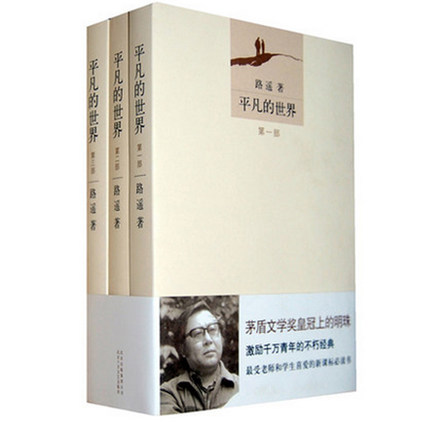 平凡的世界
第三部
路遥 著
平凡的世界
第二部
路遥 著
平凡的世界
第一部
路遥 著
路遥 著
平凡的世界
第一部
茅盾文学奖皇冠上的明珠
激励千万青年的不朽经典
最受老师和学生喜爱的新课标必读书